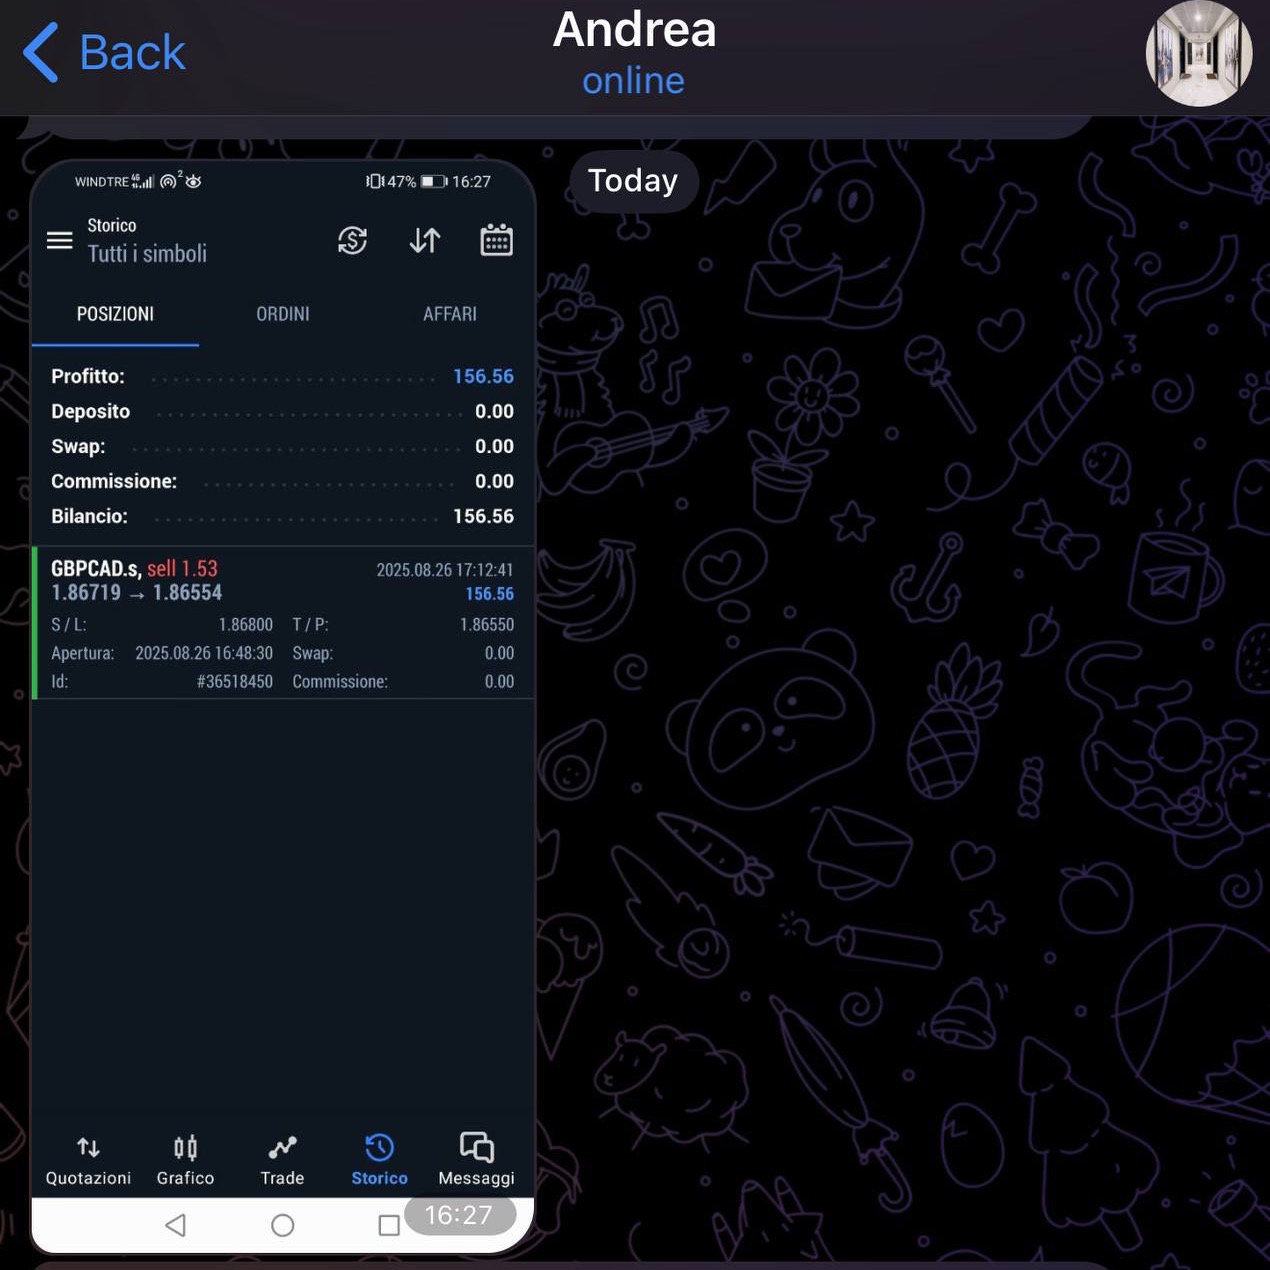 Back
Andrea
online
Today
WINDTRE 4G 2 47% 16:27
Storico
Tutti i simboli
POSIZIONI ORDINI AFFARI
Profitto: 156.56
Deposito 0.00
Swap: 0.00
Commissione: 0.00
Bilancio: 156.56
GBPCAD.s, sell 1.53 2025.08.26 17:12:41
1.86719 → 1.86554 156.56
S / L: 1.86800 T / P: 1.86550
Apertura: 2025.08.26 16:48:30 Swap: 0.00
Id: #36518450 Commissione: 0.00
Quotazioni Grafico Trade Storico Messaggi
16:27